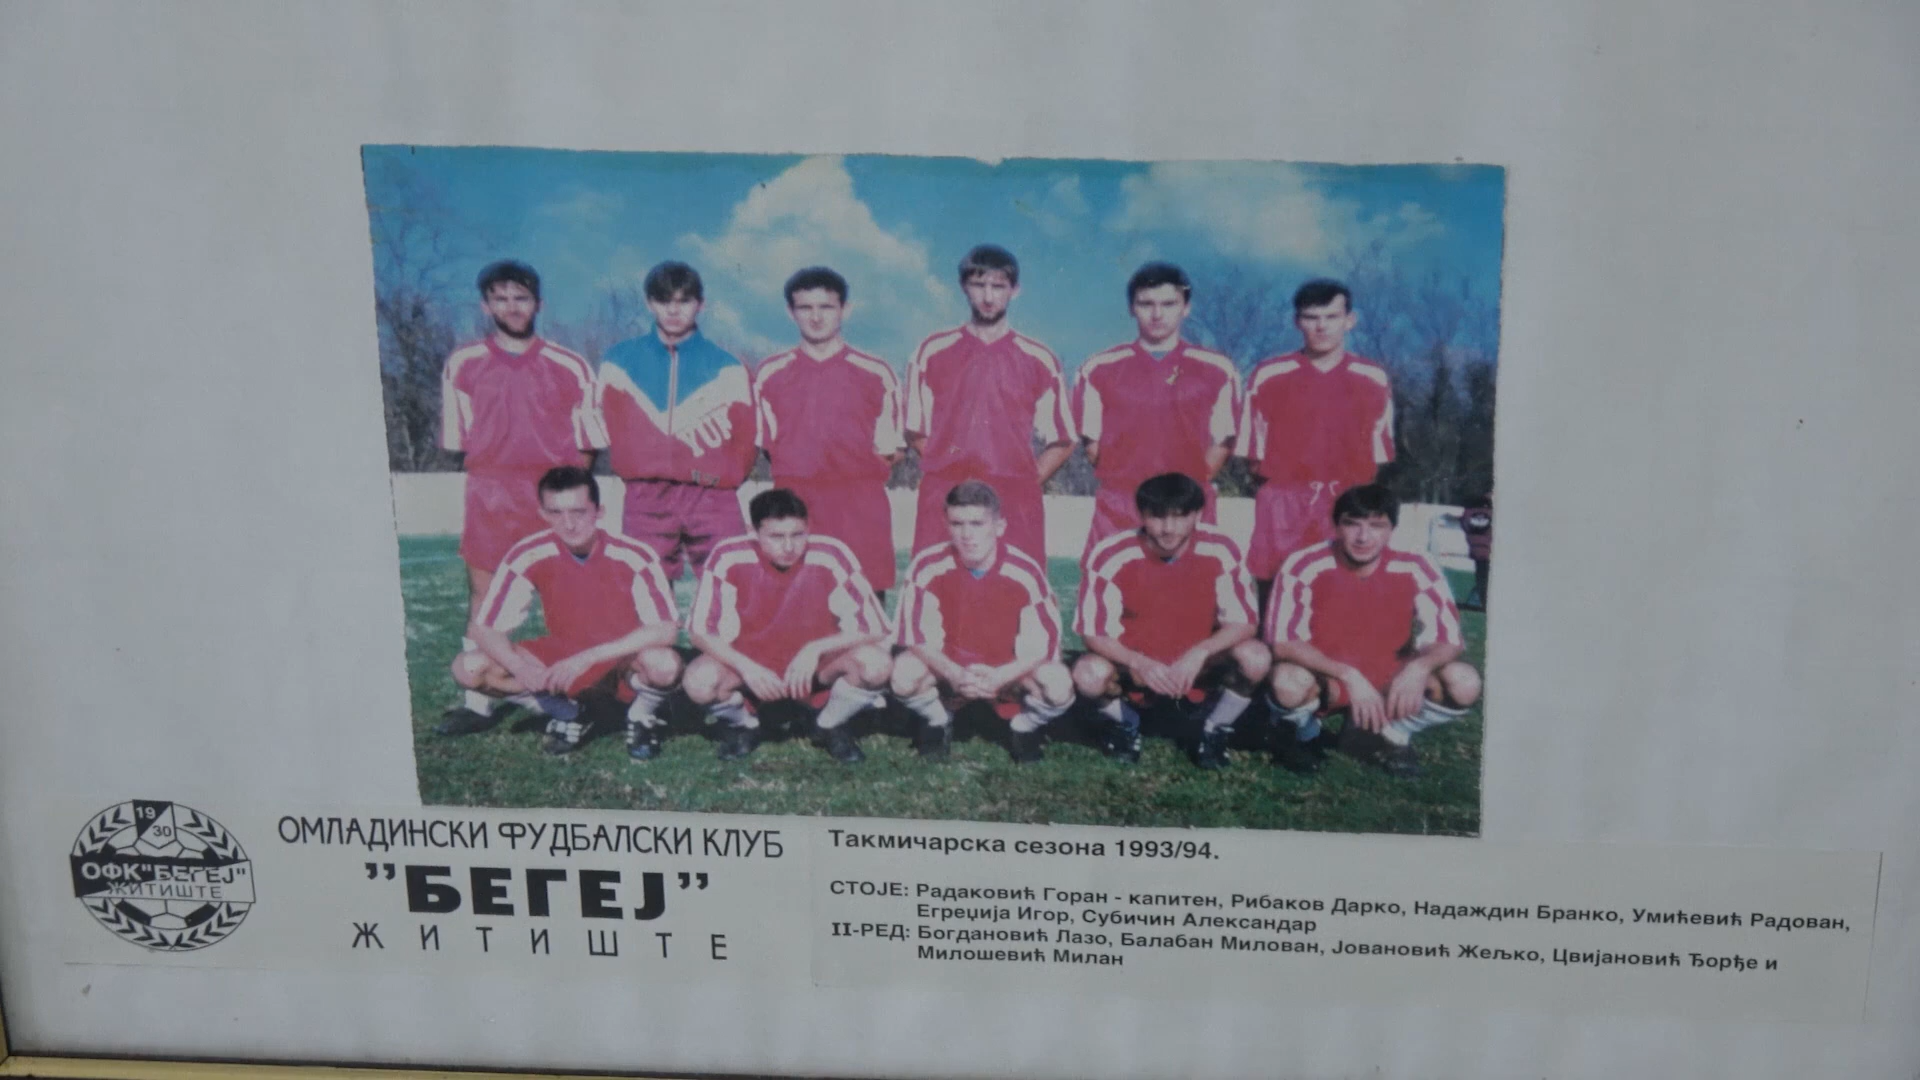 YUF
19
30
ОФК"БЕГЕЈ"
ЖИТИШТЕ
ОМЛАДИНСКИ ФУДБАЛСКИ КЛУБ
"БЕГЕЈ"
ЖИТИШТЕ
Такмичарска сезона 1993/94.
СТОЈЕ: Радаковић Горан - капитен, Рибаков Дарко, Надаждин Бранко, Умићевић Радован,
Егреџија Игор, Субичин Александар
II-РЕД: Богдановић Лазо, Балабан Милован, Јовановић Жељко, Цвијановић Ђорђе и
Милошевић Милан